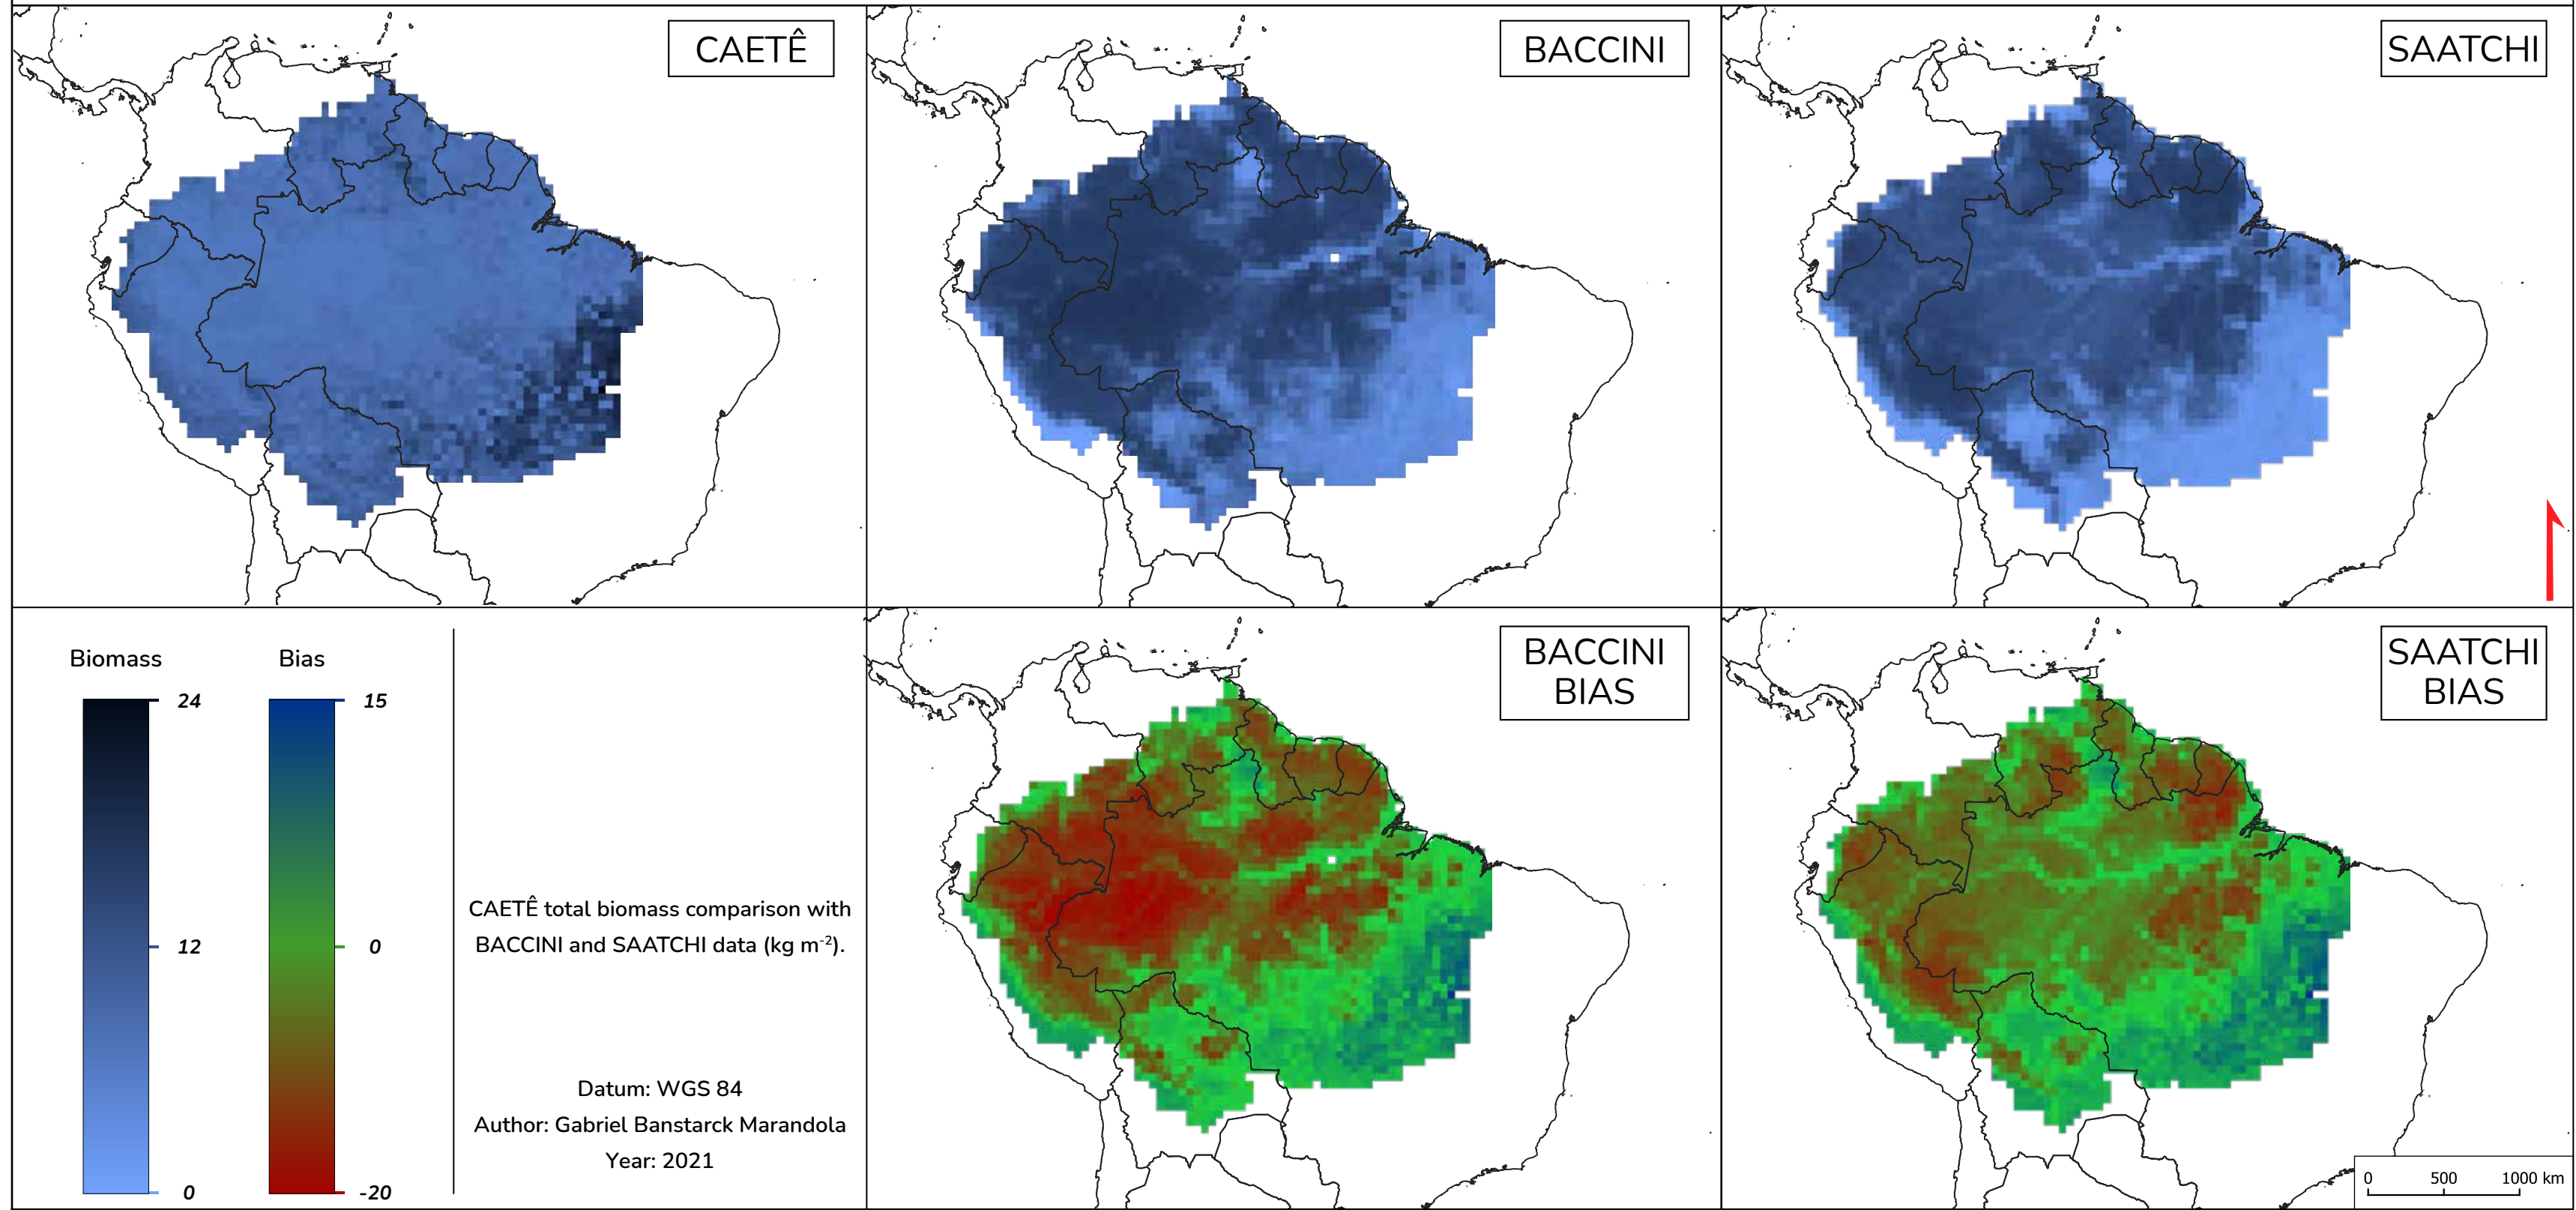 CAETÊ
BACCINI
SAATCHI
Biomass
Bias
24
15
12
0
0
-20
CAETÊ total biomass comparison with
BACCINI and SAATCHI data (kg m⁻²).
Datum: WGS 84
Author: Gabriel Banstarck Marandola
Year: 2021
BACCINI
BIAS
SAATCHI
BIAS
0 500 1000 km